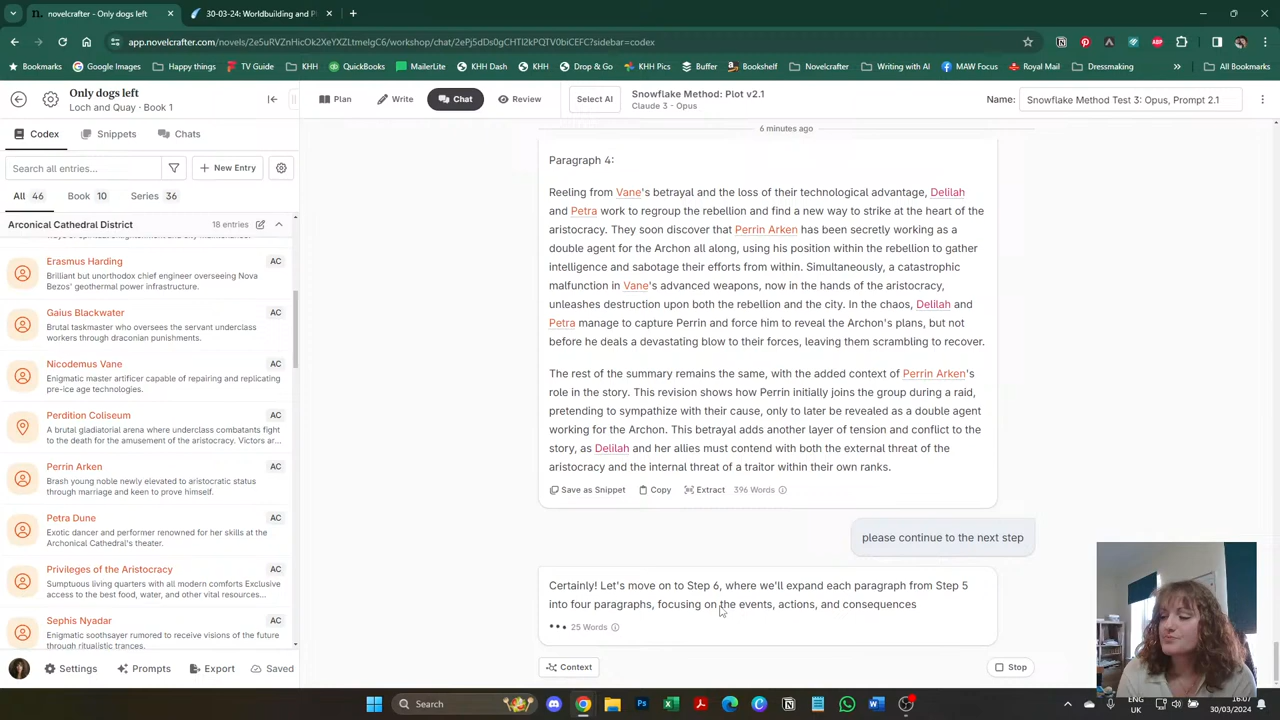 novelcrafter - Only dogs left
30-03-24: Worldbuilding and P
app.novelcrafter.com/novels/2e5uRVZnHicOk2XeYXZLtmelgC6/workshop/chat/2ePj5dDs0gCHTl2kPQTV0biCEFC?sidebar=codex
Bookmarks
Google Images
Happy things
TV Guide
KHH
QuickBooks
MailerLite
KHH
Drop & Go
KHH Pics
Buffer
Bookbub
Novelcrafter
Writing with AI
MAW Focus
Dressmaking
All Bookmarks
Only dogs left
Loch and Quay - Book 1
Plan
Write
Chat
Review
Select AI
Snowflake Method: Plot v2.1
Claude 3 - Opus
Name:
Snowflake Method Test 3: Opus, Prompt 2.1
Codex
Snippets
Chats
Search all entries...
New Entry
All 46
Book 10
Series 36
Arconical Cathedral District
18 entries
Erasmus Harding
AC
Brilliant but unorthodox chief engineer overseeing Nova
Bezos' geothermal power infrastructure.
Gaius Blackwater
AC
Brutal taskmaster who oversees the servant underclass
workers through draconian punishments.
Nicodemus Vane
AC
Enigmatic master artificer capable of repairing and replicating
pre-ice age technologies.
Perdition Coliseum
AC
A brutal gladiatorial arena where underclass combatants fight
to the death for the amusement of the aristocracy. Victors ar...
Perrin Arken
AC
Brash young noble newly elevated to aristocratic status
through marriage and keen to prove himself.
Petra Dune
AC
Exotic dancer and performer renowned for her skills at the
Archonical Cathedral's theater.
Privileges of the Aristocracy
AC
Sumptuous living quarters with all modern comforts Exclusive
access to the best food, water, and other vital resources...
Sephis Nyadar
AC
Enigmatic soothsayer rumored to receive visions of the future
through ritualistic trances.
Settings
Prompts
Export
Saved
6 minutes ago
Paragraph 4:
Reeling from Vane's betrayal and the loss of their technological advantage, Delilah
and Petra work to regroup the rebellion and find a new way to strike at the heart of the
aristocracy. They soon discover that Perrin Arken has been secretly working as a
double agent for the Archon all along, using his position within the rebellion to gather
intelligence and sabotage their efforts from within. Simultaneously, a catastrophic
malfunction in Vane's advanced weapons, now in the hands of the aristocracy,
unleashes destruction upon both the rebellion and the city. In the chaos, Delilah and
Petra manage to capture Perrin and force him to reveal the Archon's plans, but not
before he deals a devastating blow to their forces, leaving them scrambling to recover.
The rest of the summary remains the same, with the added context of Perrin Arken's
role in the story. This revision shows how Perrin initially joins the group during a raid,
pretending to sympathize with their cause, only to later be revealed as a double agent
working for the Archon. This betrayal adds another layer of tension and conflict to the
story, as Delilah and her allies must contend with both the external threat of the
aristocracy and the internal threat of a traitor within their own ranks.
Save as Snippet
Copy
Extract
396 Words
please continue to the next step
Certainly! Let's move on to Step 6, where we'll expand each paragraph from Step 5
into four paragraphs, focusing on the events, actions, and consequences
25 Words
Context
Stop
Search
ENG
UK
16:07
30/03/2024